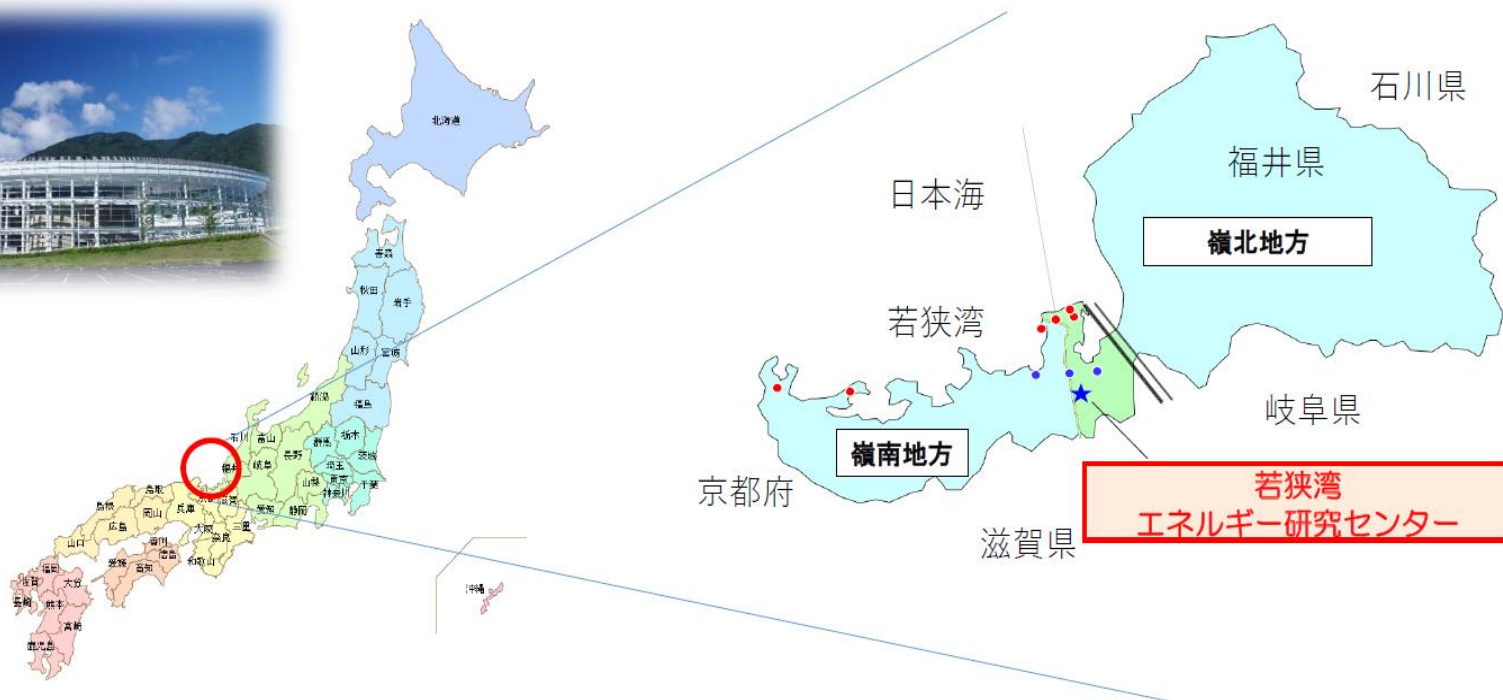 北海道
青森
秋田
岩手
山形
宮城
福島
新潟
石川
富山
福井
岐阜
長野
群馬
栃木
茨城
埼玉
東京
千葉
神奈川
山梨
愛知
静岡
滋賀
三重
鳥取
島根
岡山
兵庫
広島
大阪
奈良
和歌山
山口
香川
徳島
愛媛
高知
福岡
佐賀
大分
長崎
熊本
宮崎
鹿児島
沖縄
石川県
福井県
日本海
嶺北地方
若狭湾
岐阜県
嶺南地方
京都府
滋賀県
若狭湾
エネルギー研究センター